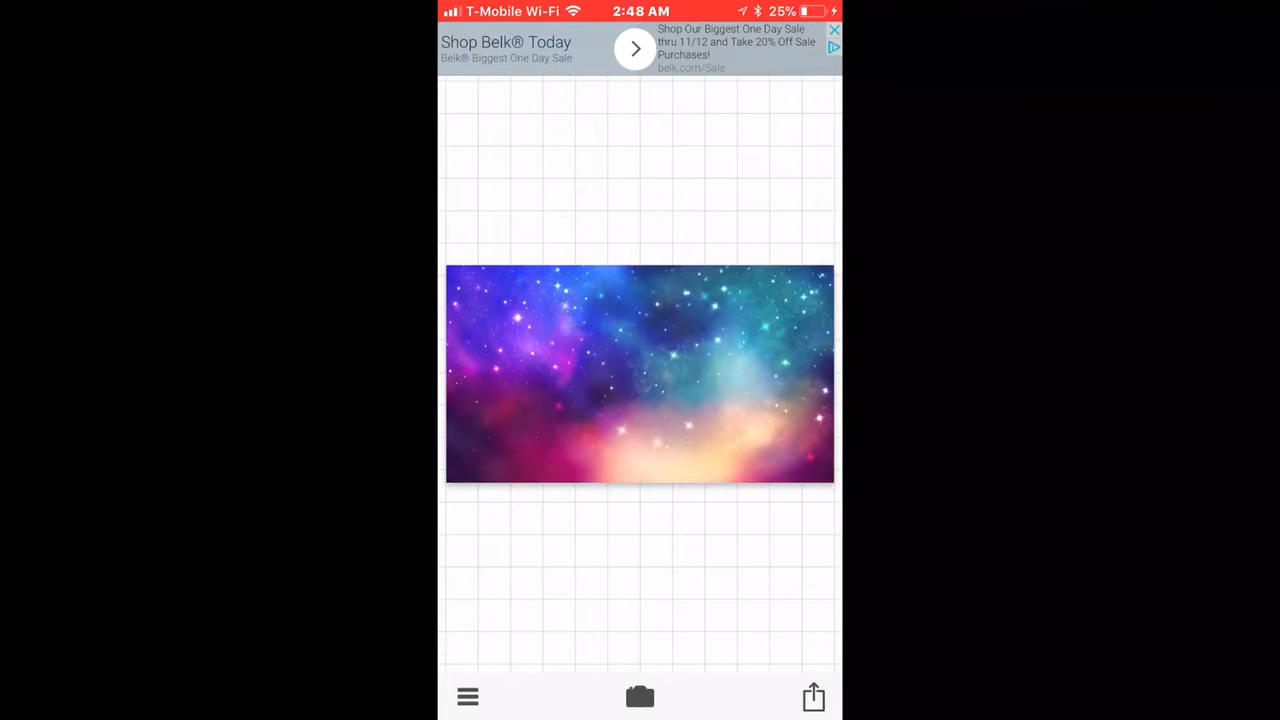 T-Mobile Wi-Fi 2:48 AM 25%
Shop Belk® Today
Belk® Biggest One Day Sale
Shop Our Biggest One Day Sale
thru 11/12 and Take 20% Off Sale
Purchases!
belk.com/Sale